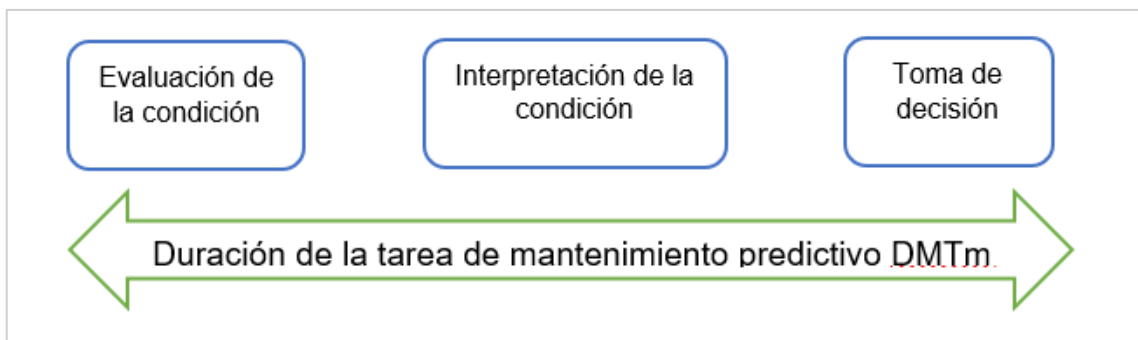 Evaluación de
la condición
Interpretación de la
condición
Toma de
decisión
Duración de la tarea de mantenimiento predictivo DMTm